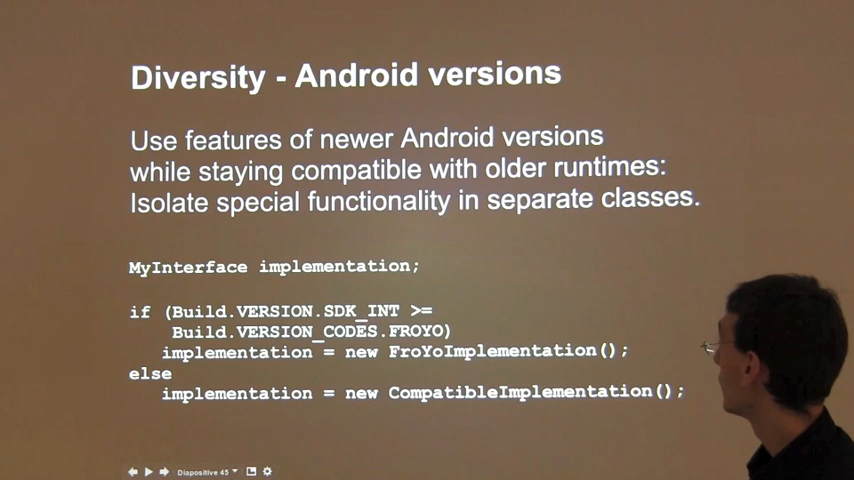 Diversity - Android versions
Use features of newer Android versions
while staying compatible with older runtimes:
Isolate special functionality in separate classes.
MyInterface implementation;
if (Build.VERSION.SDK_INT >=
Build.VERSION_CODES.FROYO)
implementation = new FroYoImplementation();
else
implementation = new CompatibleImplementation();
Diapositive 45